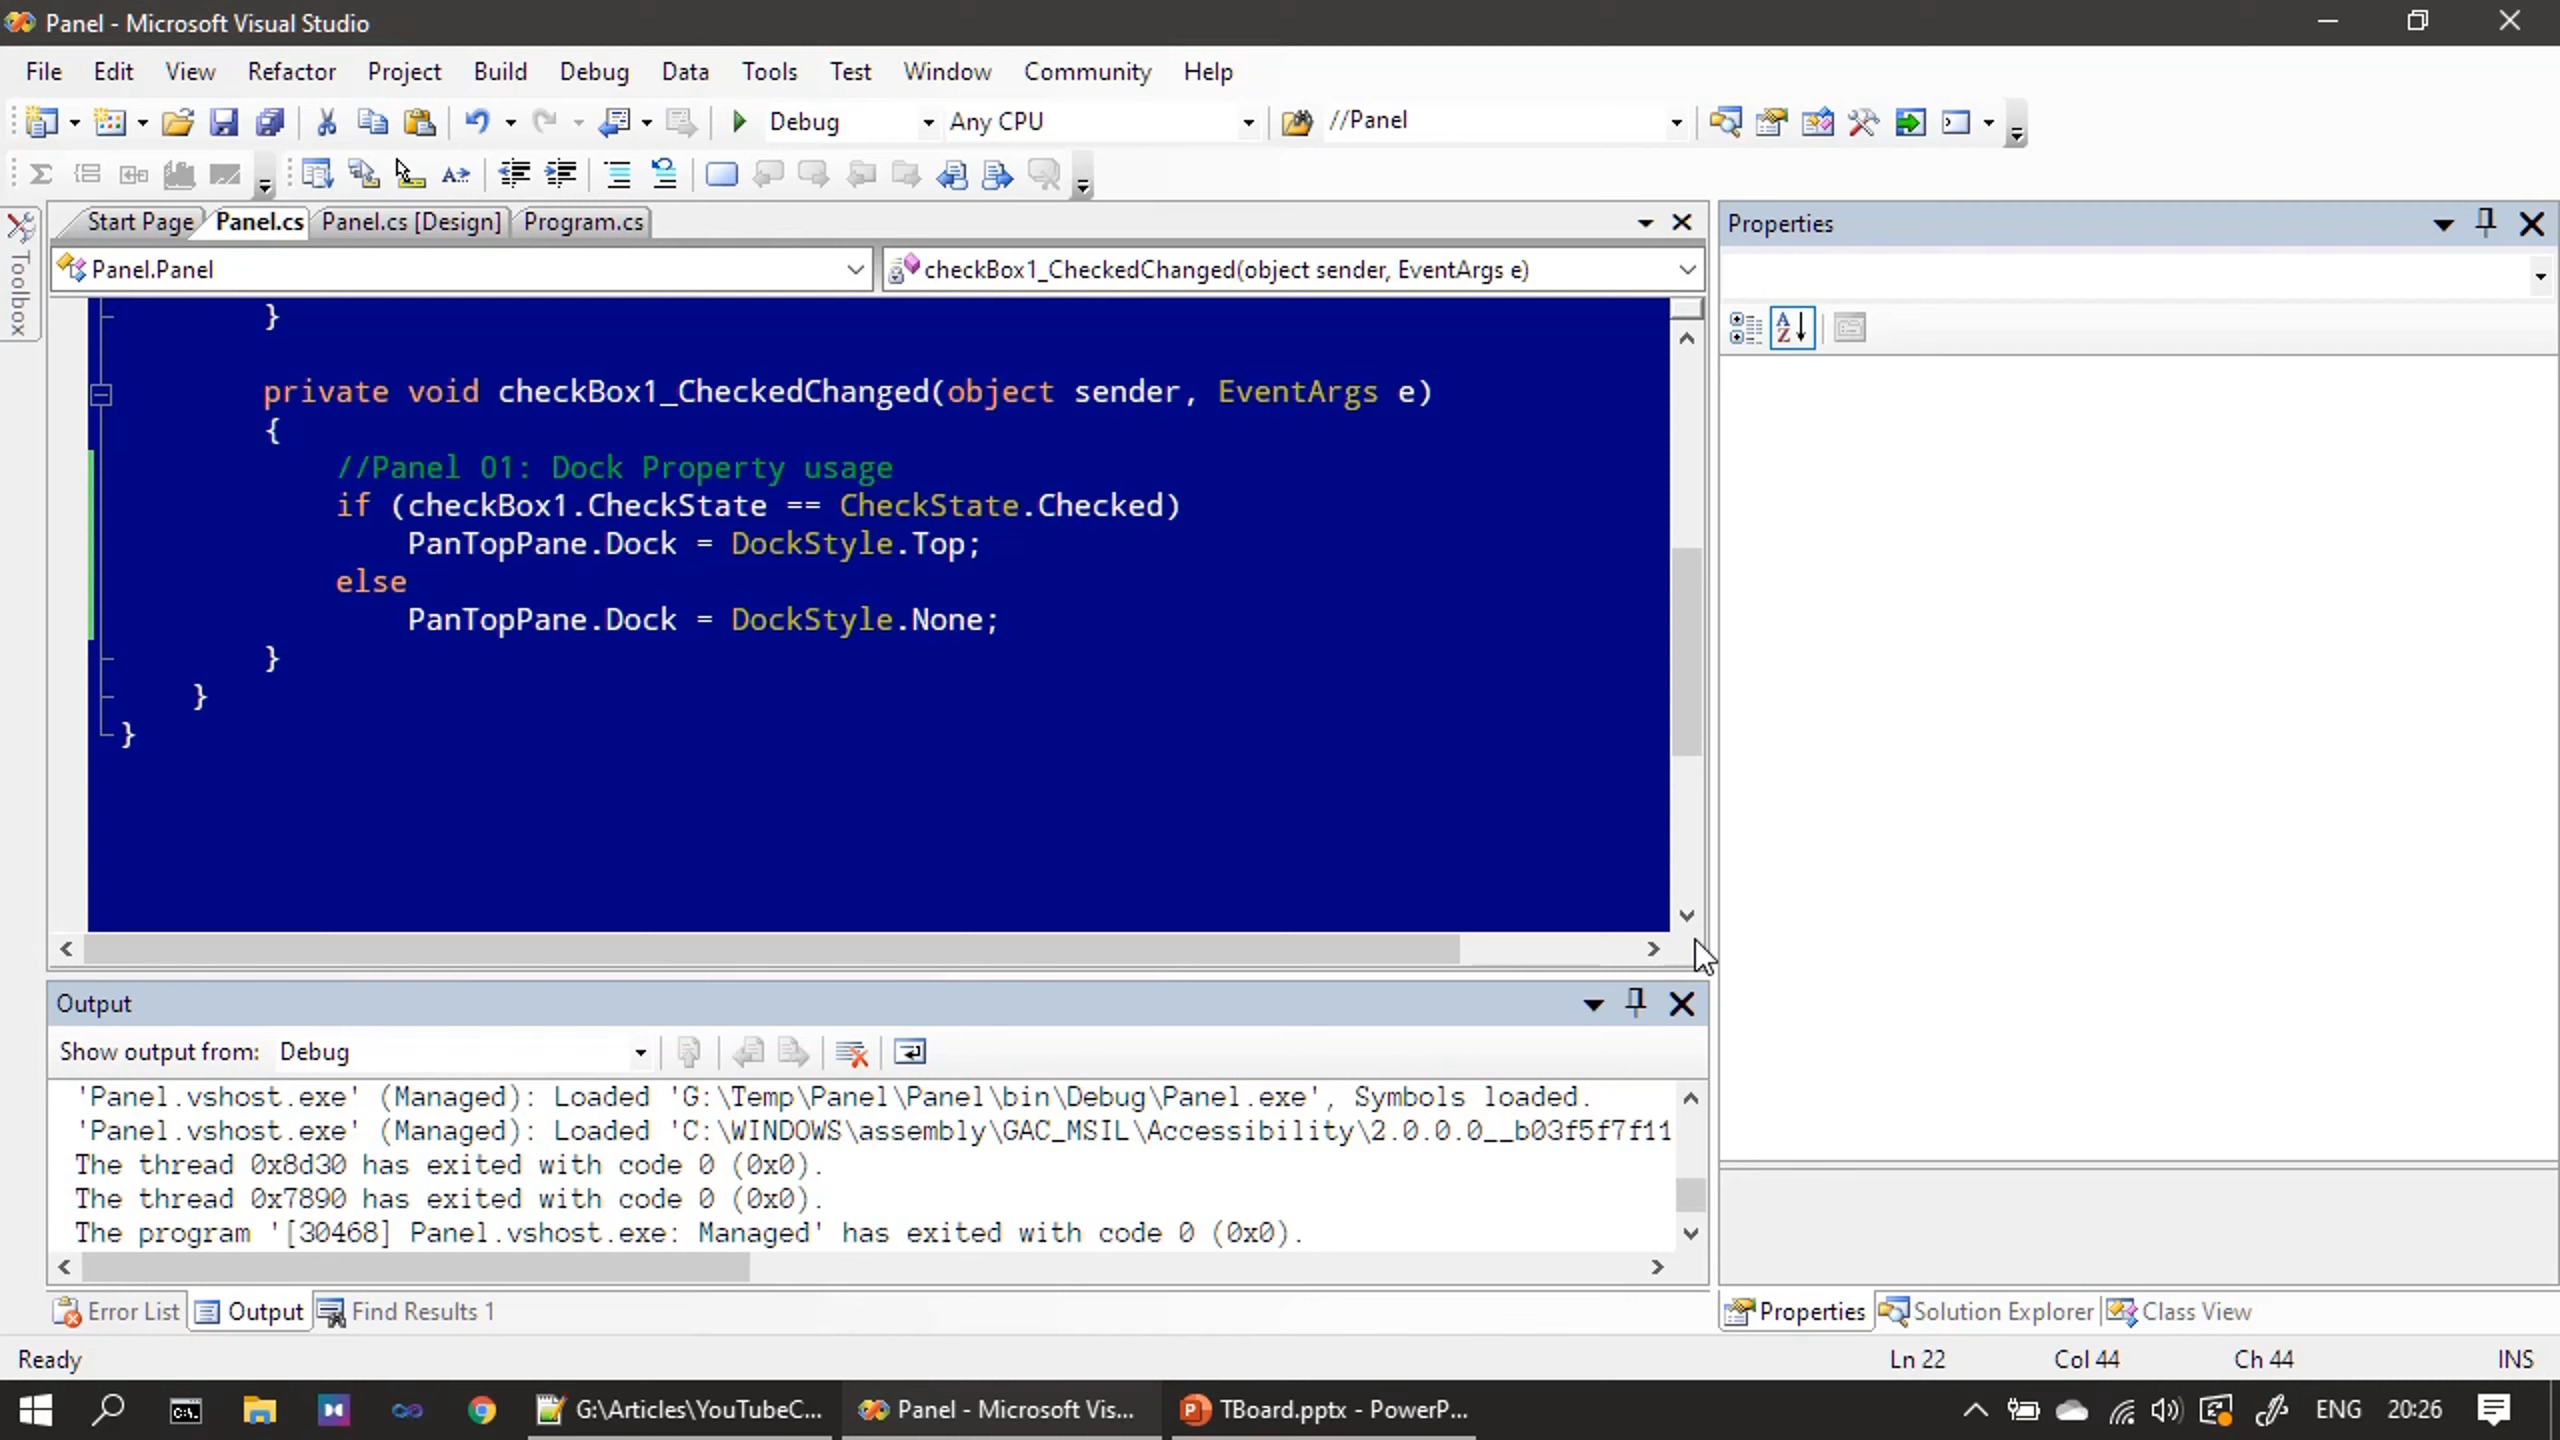 Panel - Microsoft Visual Studio
File Edit View Refactor Project Build Debug Data Tools Test Window Community Help
Debug Any CPU //Panel
Start Page Panel.cs Panel.cs [Design] Program.cs
Properties
Toolbox
Panel.Panel checkBox1_CheckedChanged(object sender, EventArgs e)
}
private void checkBox1_CheckedChanged(object sender, EventArgs e)
{
//Panel 01: Dock Property usage
if (checkBox1.CheckState == CheckState.Checked)
PanTopPane.Dock = DockStyle.Top;
else
PanTopPane.Dock = DockStyle.None;
}
}
}
Output
Show output from: Debug
'Panel.vshost.exe' (Managed): Loaded 'G:\Temp\Panel\Panel\bin\Debug\Panel.exe', Symbols loaded.
'Panel.vshost.exe' (Managed): Loaded 'C:\WINDOWS\assembly\GAC_MSIL\Accessibility\2.0.0.0__b03f5f7f11
The thread 0x8d30 has exited with code 0 (0x0).
The thread 0x7890 has exited with code 0 (0x0).
The program '[30468] Panel.vshost.exe: Managed' has exited with code 0 (0x0).
Error List Output Find Results 1
Properties Solution Explorer Class View
Ready Ln 22 Col 44 Ch 44 INS
G:\Articles\YouTubeC... Panel - Microsoft Vis... TBoard.pptx - PowerP... ENG 20:26